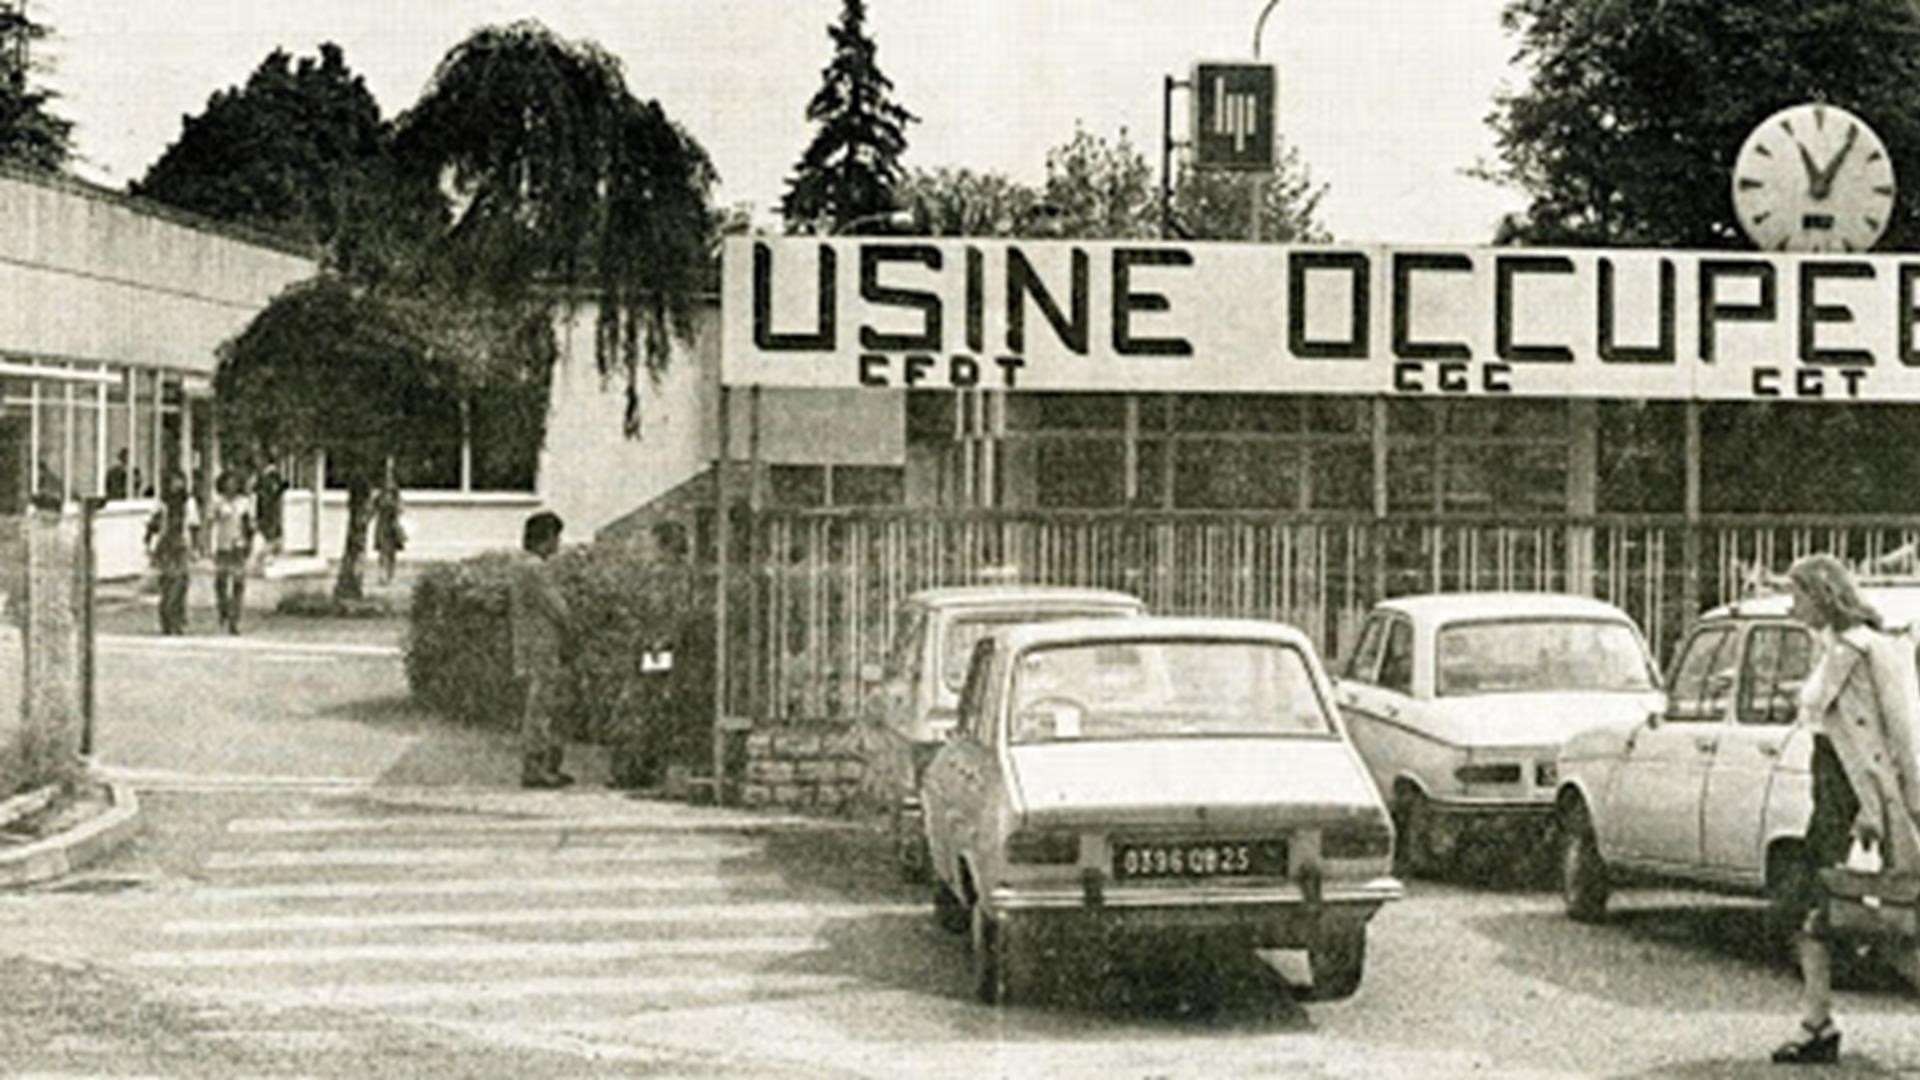 lip
USINE OCCUPEE
CFDT CGC CGT
0396 QB 25